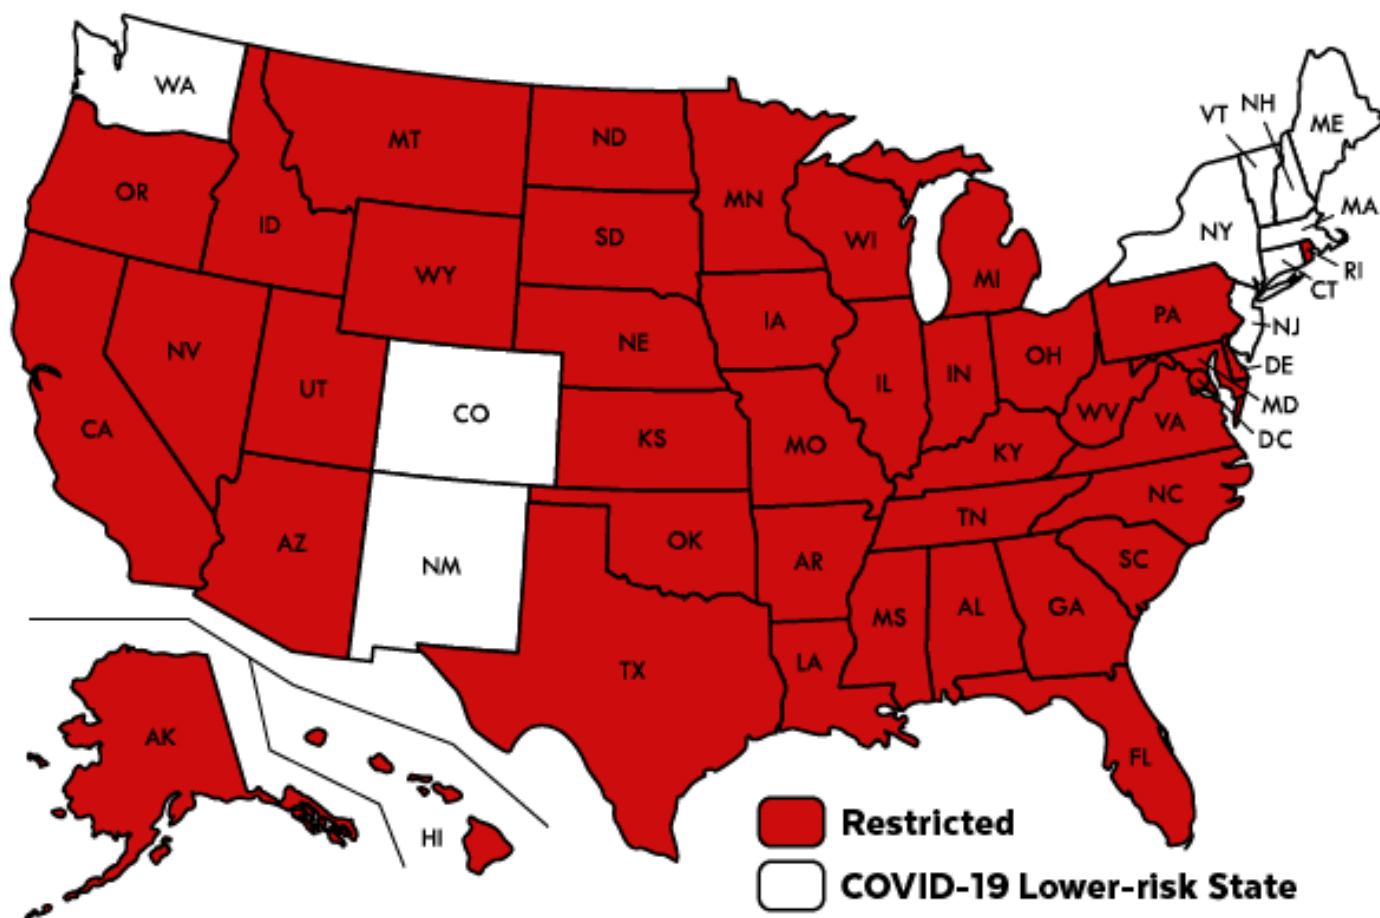 WA
MT
ND
MN
VT
NH
ME
OR
ID
WY
SD
WI
MI
NY
MA
RI
CT
NV
UT
CO
NE
IA
IL
IN
OH
PA
NJ
DE
MD
DC
CA
AZ
NM
KS
MO
KY
WV
VA
OK
AR
TN
NC
SC
TX
LA
MS
AL
GA
FL
AK
HI
Restricted
COVID-19 Lower-risk State